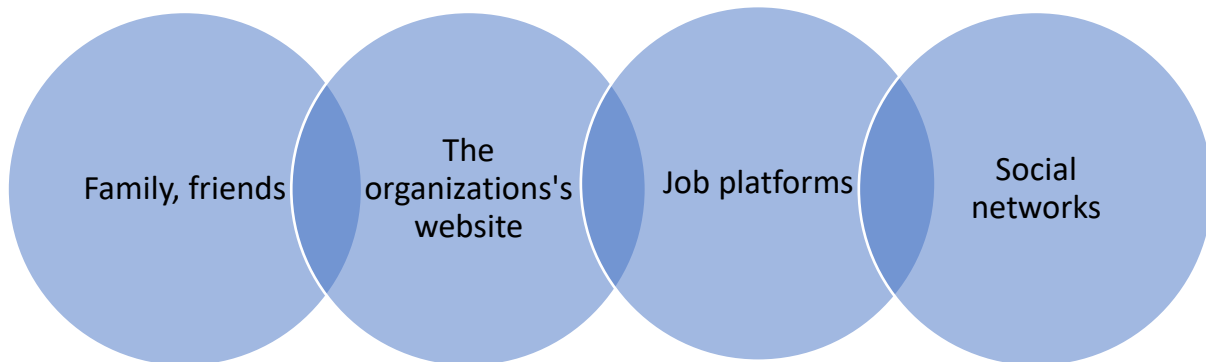 Family, friends
The
organizations's
website
Job platforms
Social
networks